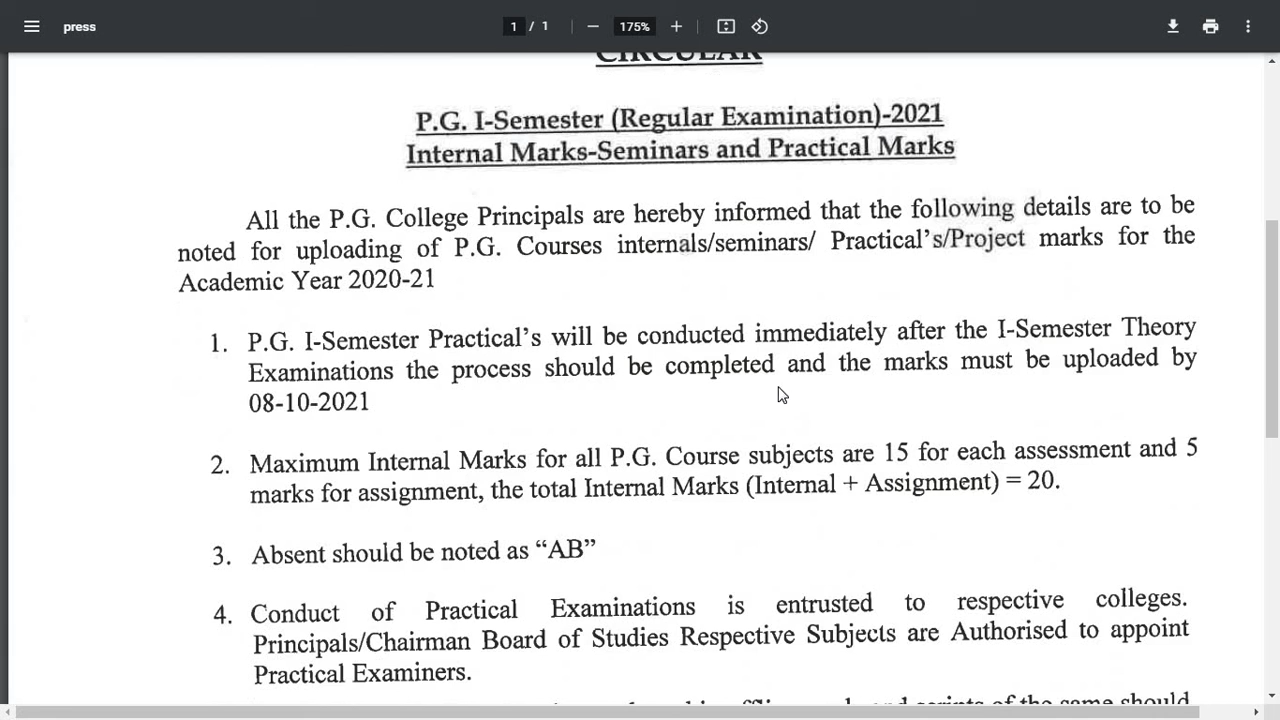 press
1 / 1
175%
CIRCULAR
P.G. I-Semester (Regular Examination)-2021
Internal Marks-Seminars and Practical Marks
All the P.G. College Principals are hereby informed that the following details are to be
noted for uploading of P.G. Courses internals/seminars/ Practical's/Project marks for the
Academic Year 2020-21
1. P.G. I-Semester Practical's will be conducted immediately after the I-Semester Theory
Examinations the process should be completed and the marks must be uploaded by
08-10-2021
2. Maximum Internal Marks for all P.G. Course subjects are 15 for each assessment and 5
marks for assignment, the total Internal Marks (Internal + Assignment) = 20.
3. Absent should be noted as “AB”
4. Conduct of Practical Examinations is entrusted to respective colleges.
Principals/Chairman Board of Studies Respective Subjects are Authorised to appoint
Practical Examiners.
and scripts of the same should